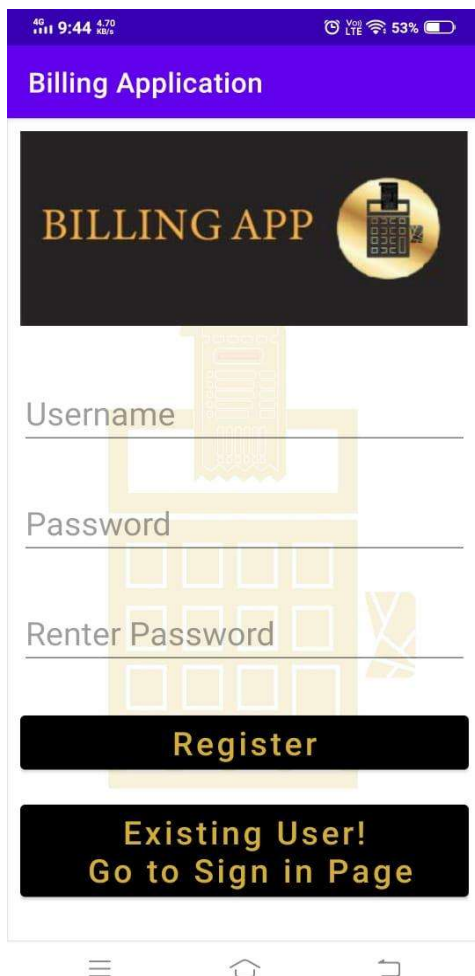 4G 9:44 4.70 KB/s Voo) LTE 53%
Billing Application
BILLING APP
Username
Password
Renter Password
Register
Existing User!
Go to Sign in Page